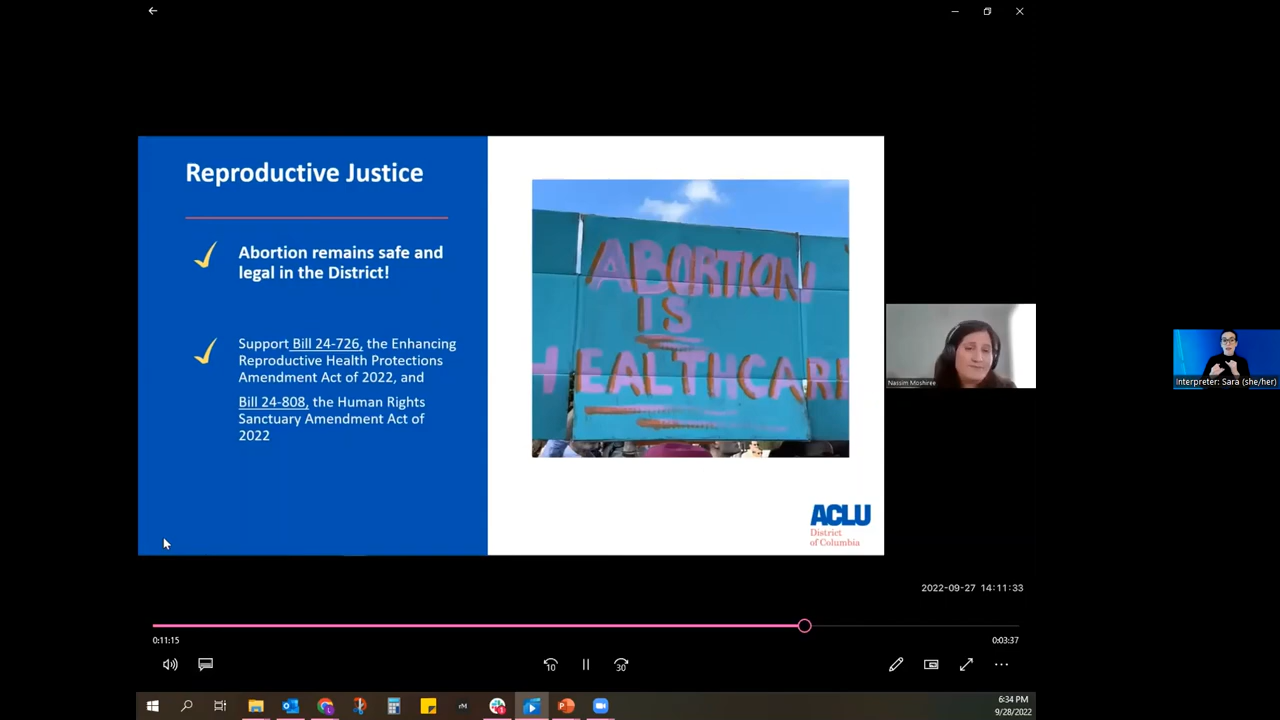 Reproductive Justice
Abortion remains safe and
legal in the District!
Support Bill 24-726, the Enhancing
Reproductive Health Protections
Amendment Act of 2022, and
Bill 24-808, the Human Rights
Sanctuary Amendment Act of
2022
ABORTION
IS
HEALTHCARE
ACLU
District
of Columbia
Nassim Moshiree
Interpreter: Sara (she/her)
2022-09-27 14:11:33
0:11:15
0:03:37
10
30
6:34 PM
9/28/2022